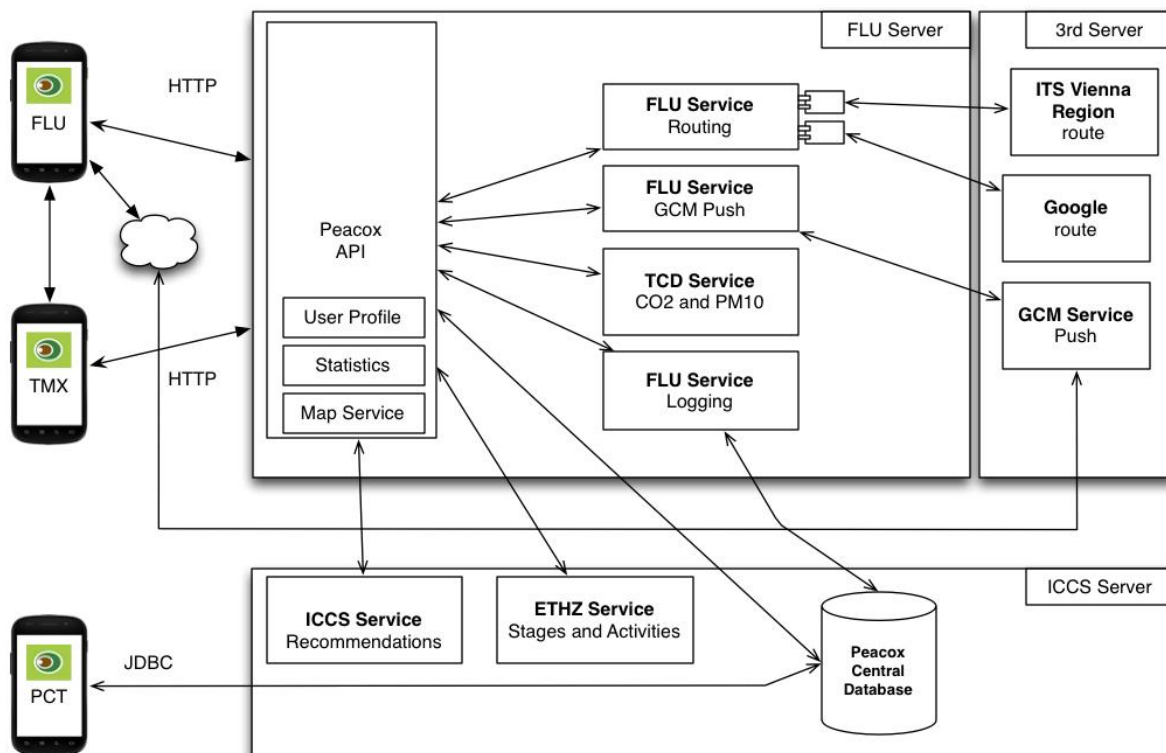 FLU
HTTP
TMX
HTTP
FLU Server
Peacox
API
User Profile
Statistics
Map Service
FLU Service
Routing
FLU Service
GCM Push
TCD Service
CO2 and PM10
FLU Service
Logging
3rd Server
ITS Vienna
Region
route
Google
route
GCM Service
Push
ICCS Server
ICCS Service
Recommendations
ETHZ Service
Stages and Activities
Peacox
Central
Database
JDBC
PCT